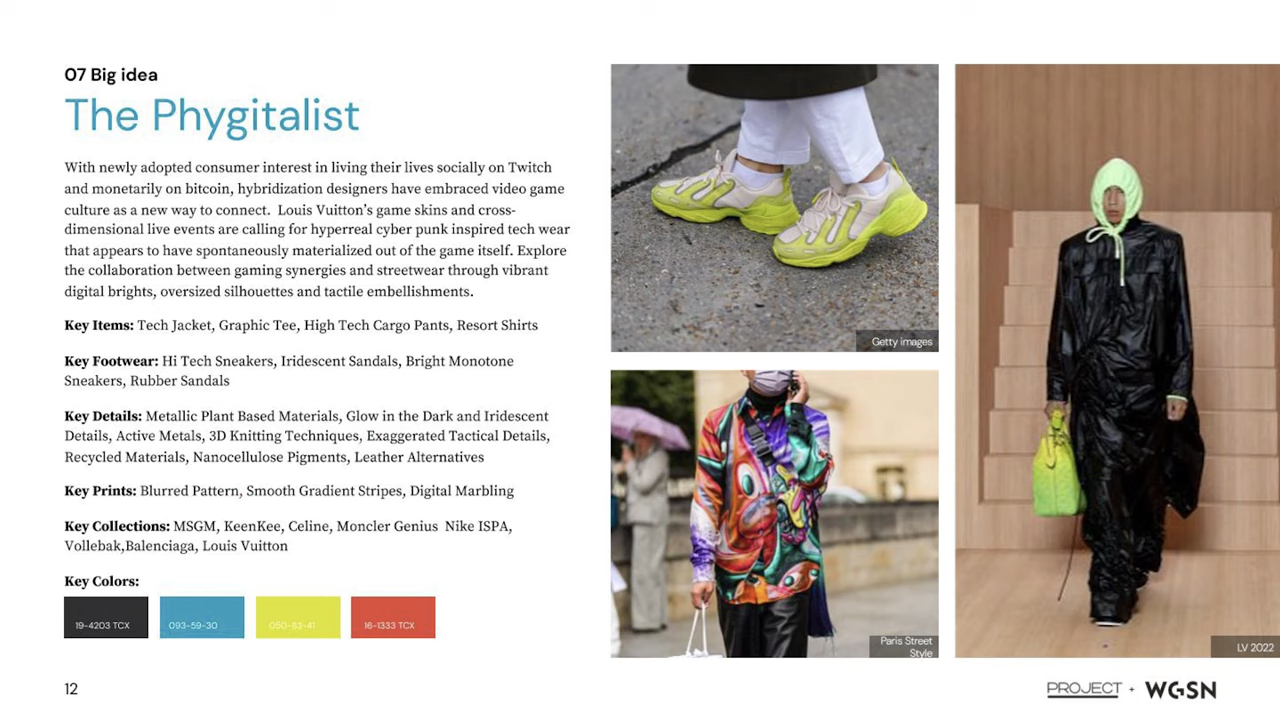 07 Big idea
The Phygitalist
With newly adopted consumer interest in living their lives socially on Twitch
and monetarily on bitcoin, hybridization designers have embraced video game
culture as a new way to connect.  Louis Vuitton's game skins and cross-
dimensional live events are calling for hyperreal cyber punk inspired tech wear
that appears to have spontaneously materialized out of the game itself. Explore
the collaboration between gaming synergies and streetwear through vibrant
digital brights, oversized silhouettes and tactile embellishments.
Key Items: Tech Jacket, Graphic Tee, High Tech Cargo Pants, Resort Shirts
Key Footwear: Hi Tech Sneakers, Iridescent Sandals, Bright Monotone
Sneakers, Rubber Sandals
Key Details: Metallic Plant Based Materials, Glow in the Dark and Iridescent
Details, Active Metals, 3D Knitting Techniques, Exaggerated Tactical Details,
Recycled Materials, Nanocellulose Pigments, Leather Alternatives
Key Prints: Blurred Pattern, Smooth Gradient Stripes, Digital Marbling
Key Collections: MSGM, KeenKee, Celine, Moncler Genius  Nike ISPA,
Vollebak,Balenciaga, Louis Vuitton
Key Colors:
19-4203 TCX
093-59-30
050-83-41
16-1333 TCX
Getty images
Paris Street
Style
LV 2022
12
PROJECT + WGSN